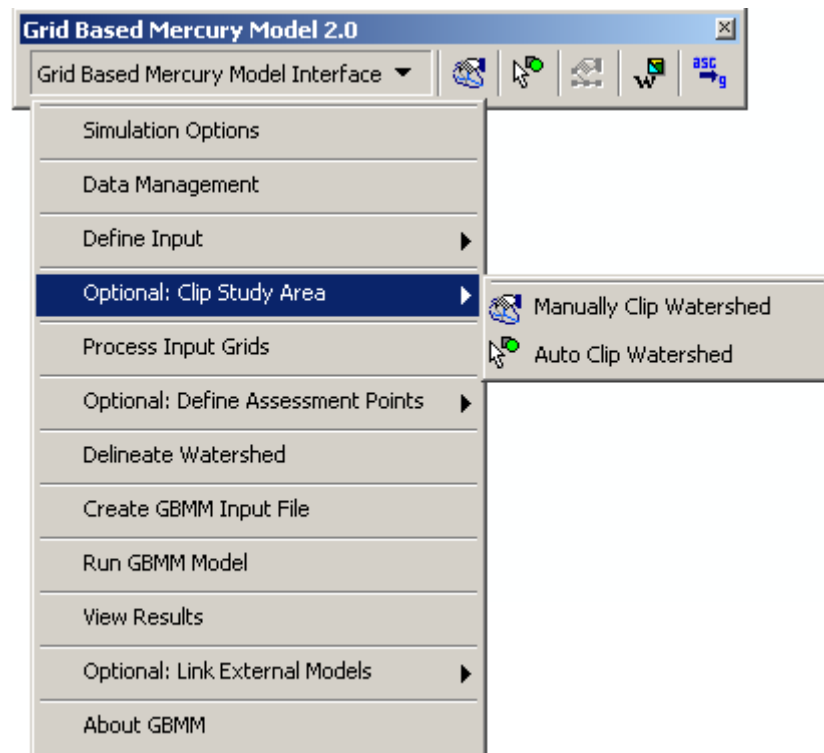 Grid Based Mercury Model 2.0
Grid Based Mercury Model Interface
W
asc
g
Simulation Options
Data Management
Define Input
Optional: Clip Study Area
Manually Clip Watershed
Auto Clip Watershed
Process Input Grids
Optional: Define Assessment Points
Delineate Watershed
Create GBMM Input File
Run GBMM Model
View Results
Optional: Link External Models
About GBMM